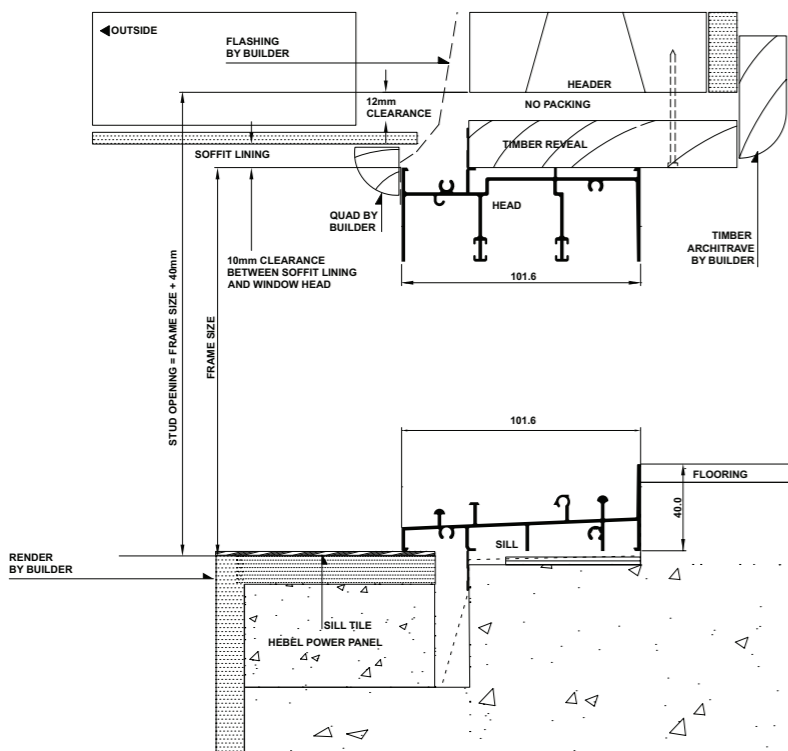 OUTSIDE
FLASHING
BY BUILDER
HEADER
12mm
CLEARANCE
NO PACKING
TIMBER REVEAL
SOFFIT LINING
QUAD BY
BUILDER
HEAD
TIMBER
ARCHITRAVE
BY BUILDER
10mm CLEARANCE
BETWEEN SOFFIT LINING
AND WINDOW HEAD
101.6
STUD OPENING = FRAME SIZE + 40mm
FRAME SIZE
101.6
FLOORING
40.0
SILL
RENDER
BY BUILDER
SILL TILE
HEBEL POWER PANEL